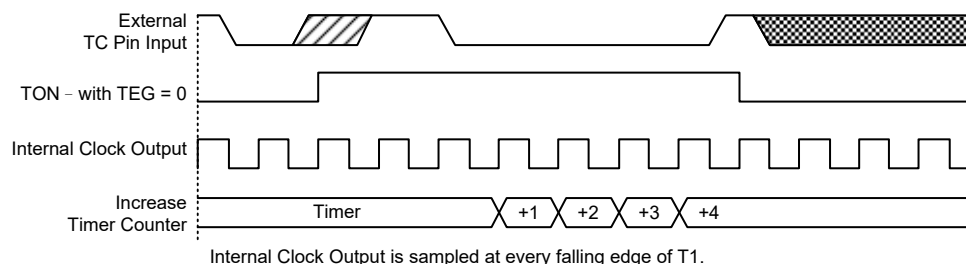 External
TC Pin Input
TON – with TEG = 0
Internal Clock Output
Increase
Timer Counter
Timer
+1
+2
+3
+4
Internal Clock Output is sampled at every falling edge of T1.